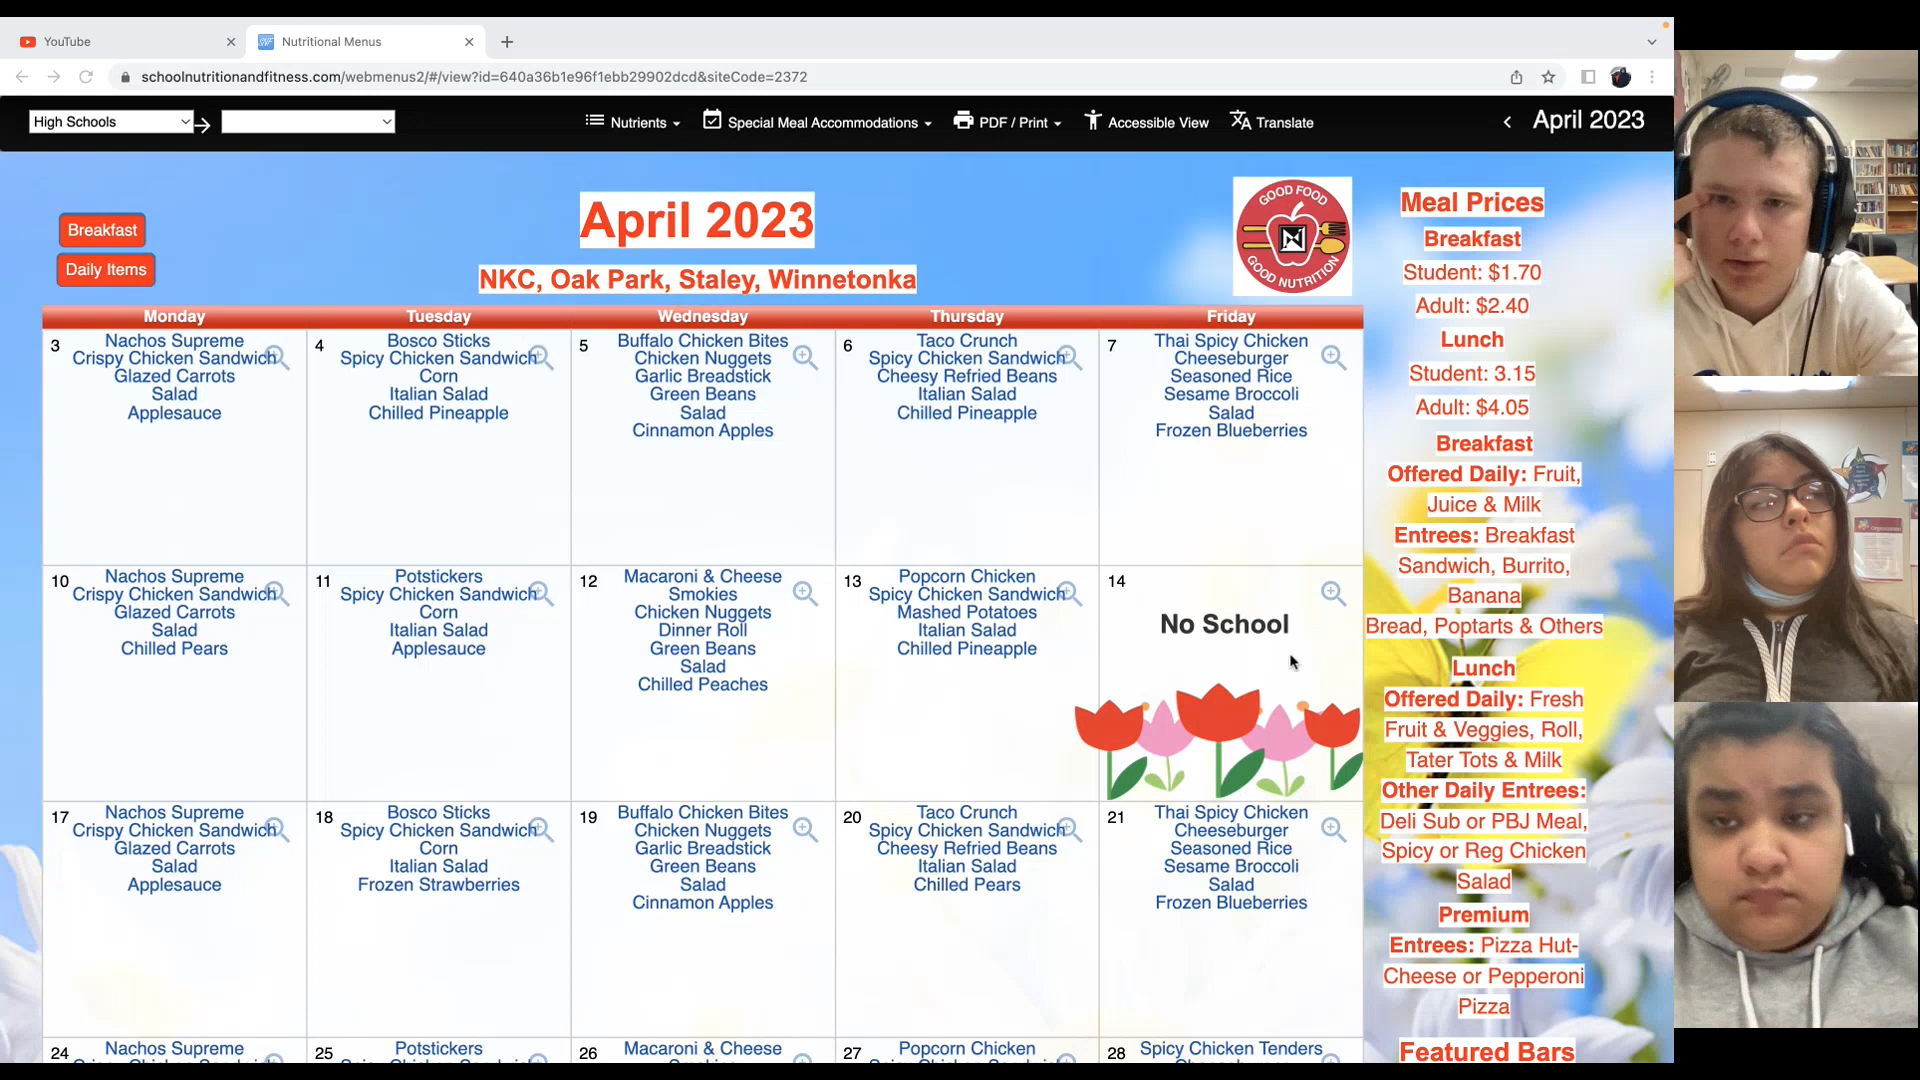 YouTube
Nutritional Menus
schoolnutritionandfitness.com/webmenus2/#/view?id=640a36b1e96f1ebb29902dcd&siteCode=2372
High Schools
Nutrients
Special Meal Accommodations
PDF / Print
Accessible View
Translate
April 2023
Breakfast
Daily Items
April 2023
NKC, Oak Park, Staley, Winnetonka
GOOD FOOD
GOOD NUTRITION
Monday
Tuesday
Wednesday
Thursday
Friday
3
Nachos Supreme
Crispy Chicken Sandwich
Glazed Carrots
Salad
Applesauce
4
Bosco Sticks
Spicy Chicken Sandwich
Corn
Italian Salad
Chilled Pineapple
5
Buffalo Chicken Bites
Chicken Nuggets
Garlic Breadstick
Green Beans
Salad
Cinnamon Apples
6
Taco Crunch
Spicy Chicken Sandwich
Cheesy Refried Beans
Italian Salad
Chilled Pineapple
7
Thai Spicy Chicken
Cheeseburger
Seasoned Rice
Sesame Broccoli
Salad
Frozen Blueberries
10
Nachos Supreme
Crispy Chicken Sandwich
Glazed Carrots
Salad
Chilled Pears
11
Potstickers
Spicy Chicken Sandwich
Corn
Italian Salad
Applesauce
12
Macaroni & Cheese
Smokies
Chicken Nuggets
Dinner Roll
Green Beans
Salad
Chilled Peaches
13
Popcorn Chicken
Spicy Chicken Sandwich
Mashed Potatoes
Italian Salad
Chilled Pineapple
14
No School
17
Nachos Supreme
Crispy Chicken Sandwich
Glazed Carrots
Salad
Applesauce
18
Bosco Sticks
Spicy Chicken Sandwich
Corn
Italian Salad
Frozen Strawberries
19
Buffalo Chicken Bites
Chicken Nuggets
Garlic Breadstick
Green Beans
Salad
Cinnamon Apples
20
Taco Crunch
Spicy Chicken Sandwich
Cheesy Refried Beans
Italian Salad
Chilled Pears
21
Thai Spicy Chicken
Cheeseburger
Seasoned Rice
Sesame Broccoli
Salad
Frozen Blueberries
24
Nachos Supreme
25
Potstickers
26
Macaroni & Cheese
27
Popcorn Chicken
28
Spicy Chicken Tenders
Meal Prices
Breakfast
Student: $1.70
Adult: $2.40
Lunch
Student: 3.15
Adult: $4.05
Breakfast
Offered Daily: Fruit,
Juice & Milk
Entrees: Breakfast
Sandwich, Burrito,
Banana
Bread, Poptarts & Others
Lunch
Offered Daily: Fresh
Fruit & Veggies, Roll,
Tater Tots & Milk
Other Daily Entrees:
Deli Sub or PBJ Meal,
Spicy or Reg Chicken
Salad
Premium
Entrees: Pizza Hut-
Cheese or Pepperoni
Pizza
Featured Bars